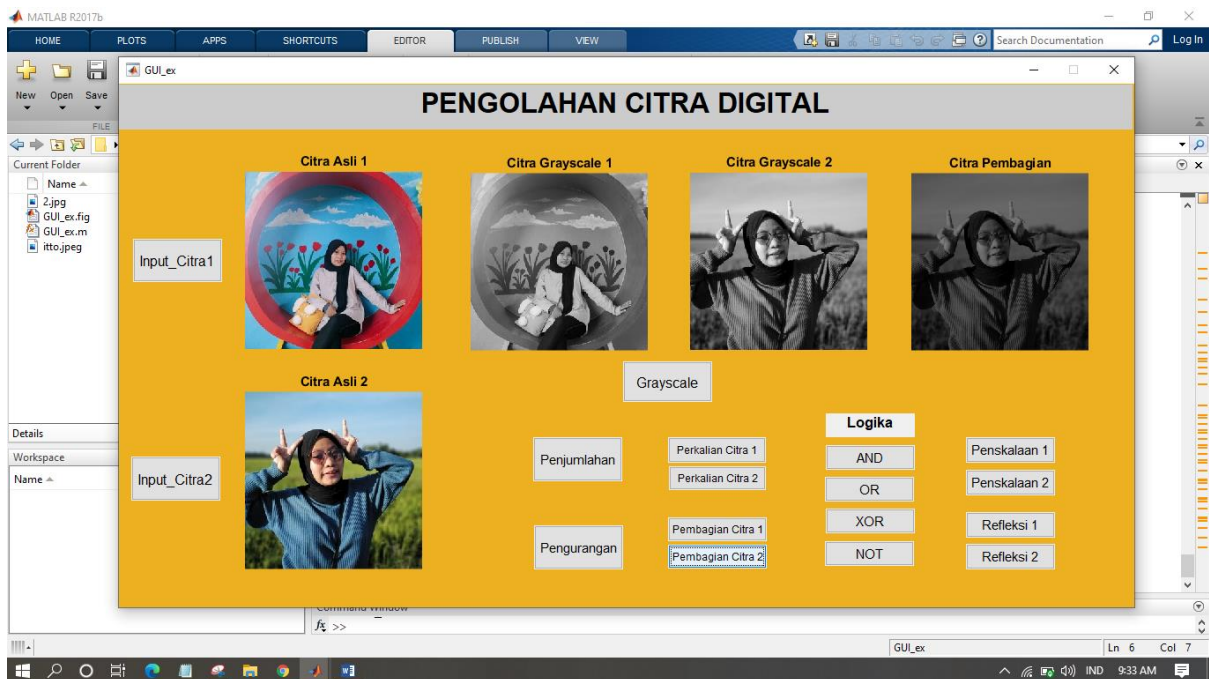 MATLAB R2017b
HOME PLOTS APPS SHORTCUTS EDITOR PUBLISH VIEW Search Documentation Log In
New Open Save
FILE
GUI_ex
PENGOLAHAN CITRA DIGITAL
Current Folder
Name
2.jpg
GUI_ex.fig
GUI_ex.m
itto.jpeg
Details
Workspace
Name
Citra Asli 1 Citra Grayscale 1 Citra Grayscale 2 Citra Pembagian
Input_Citra1
Grayscale
Citra Asli 2
Input_Citra2
Penjumlahan
Pengurangan
Perkalian Citra 1
Perkalian Citra 2
Pembagian Citra 1
Pembagian Citra 2
Logika
AND
OR
XOR
NOT
Penskalaan 1
Penskalaan 2
Refleksi 1
Refleksi 2
Command Window
fx >>
GUI_ex Ln 6 Col 7
IND 9:33 AM